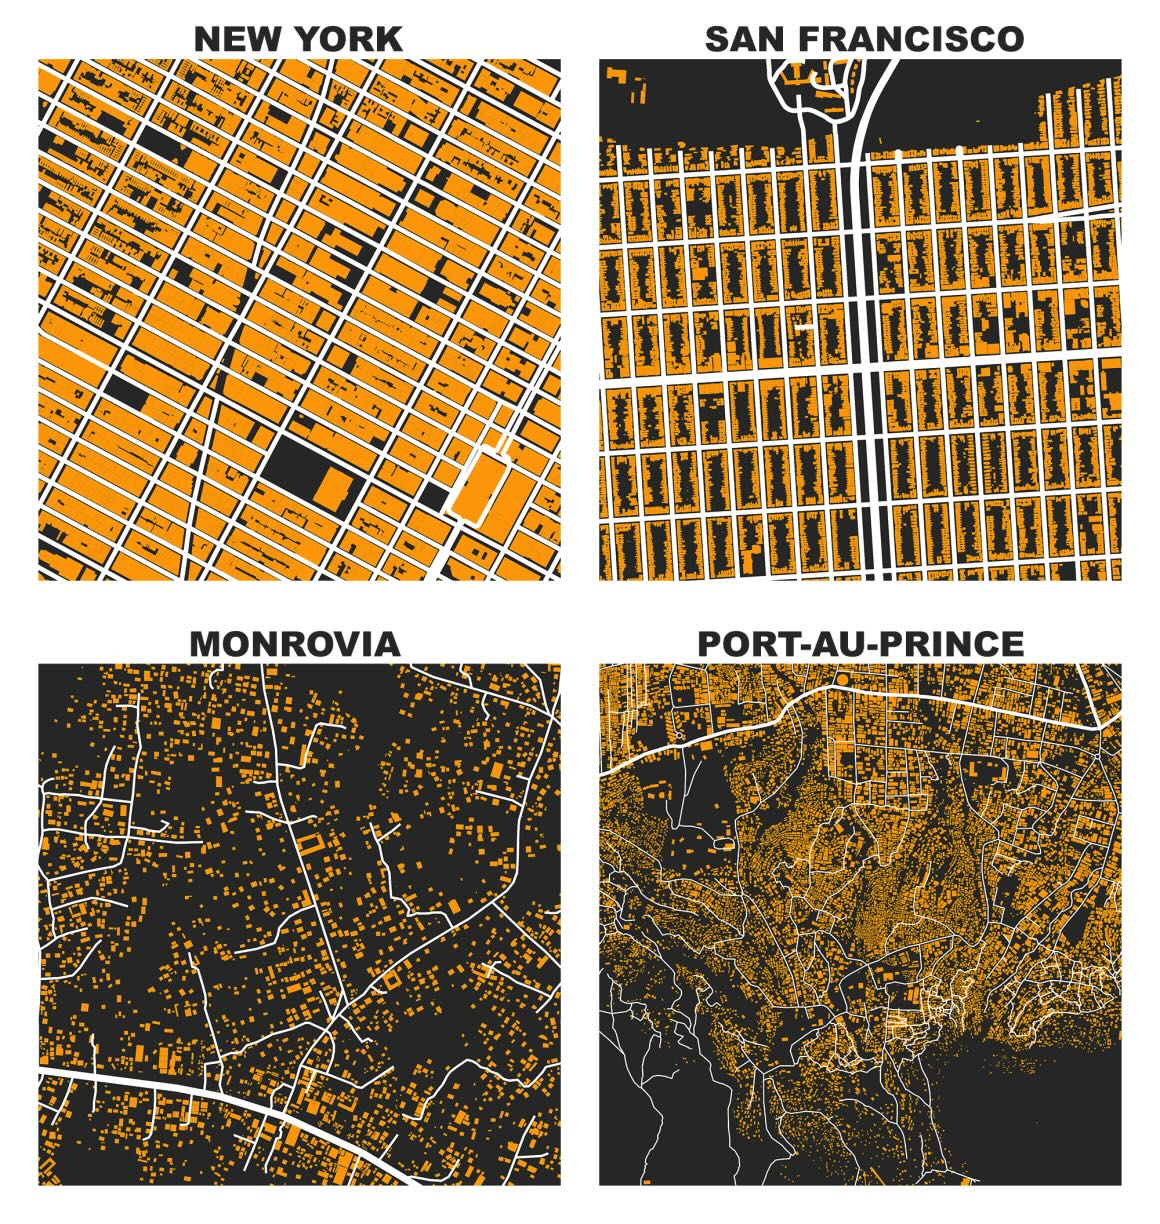 NEW YORK
SAN FRANCISCO
MONROVIA
PORT-AU-PRINCE